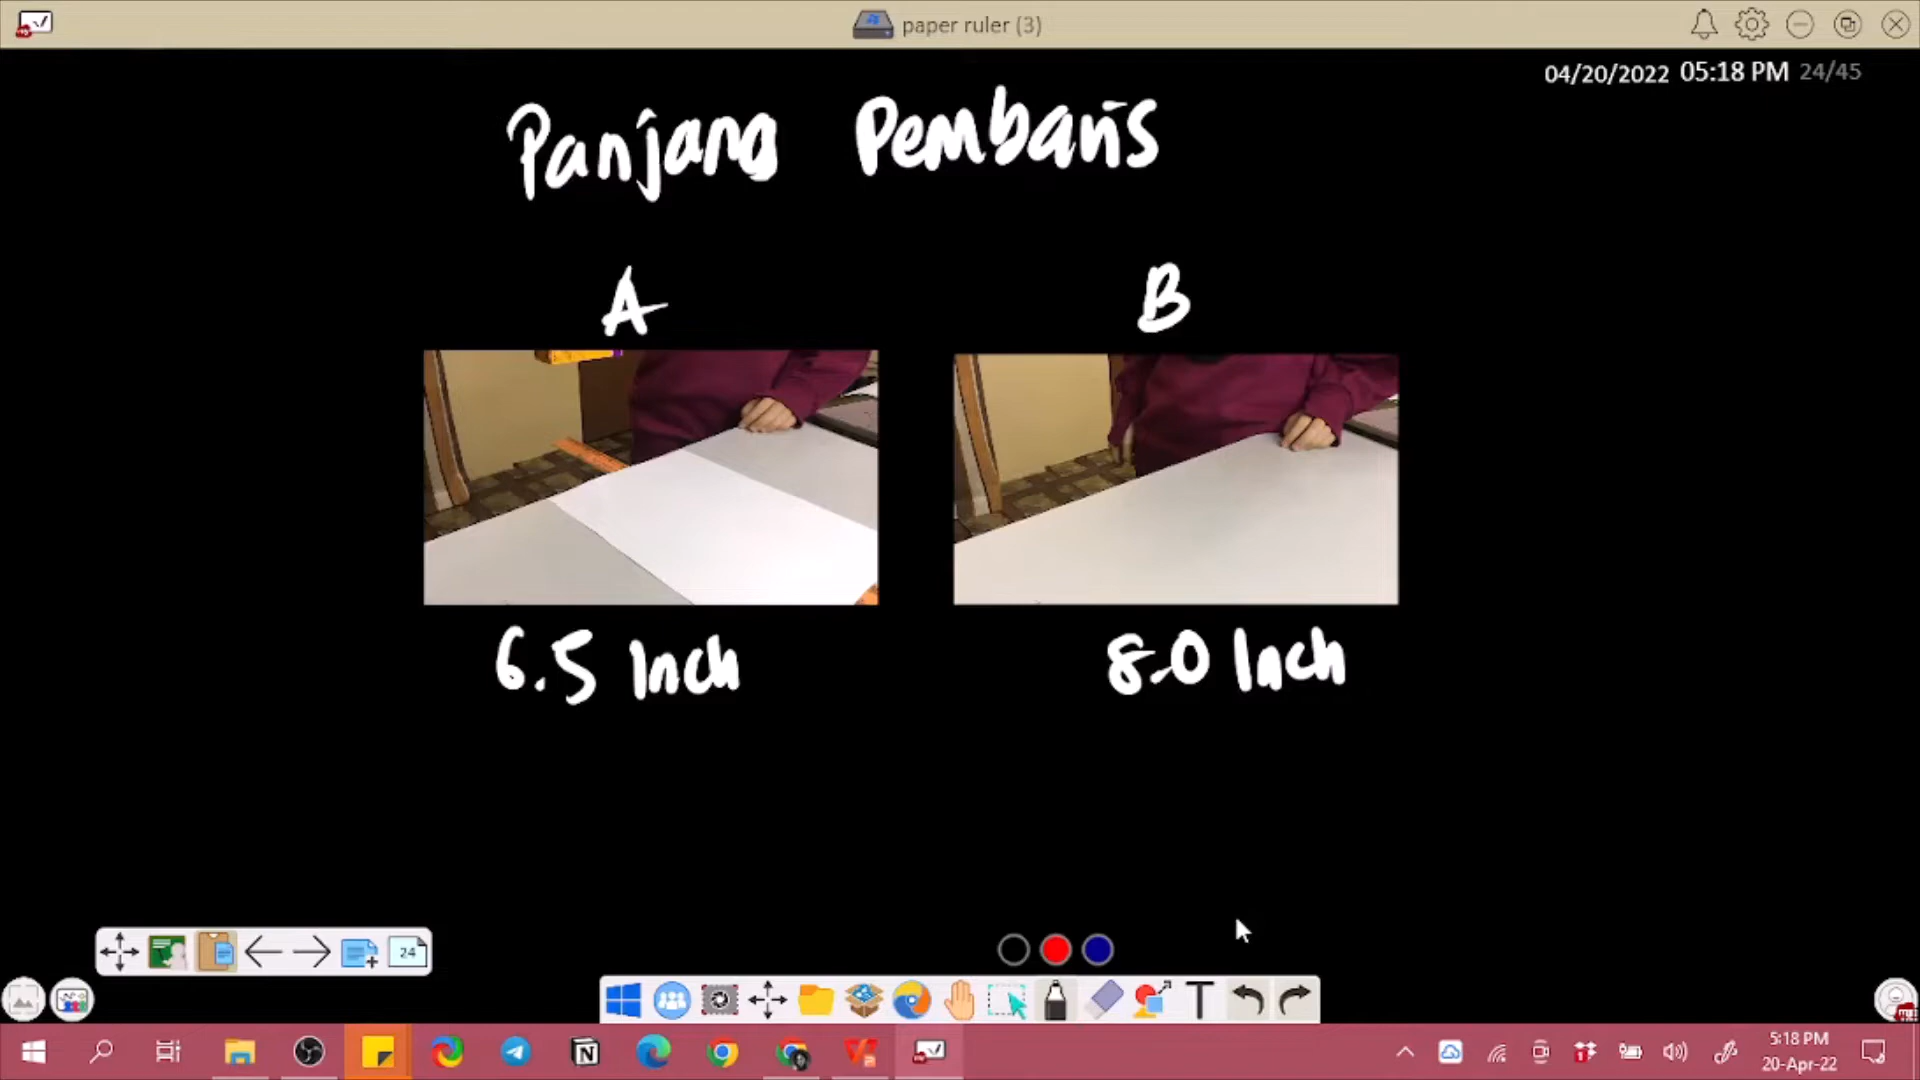 paper ruler (3)
04/20/2022 05:18 PM 24/45
Panjang Pembaris
A B
6.5 Inch 8.0 Inch
24
T
5:18 PM
20-Apr-22